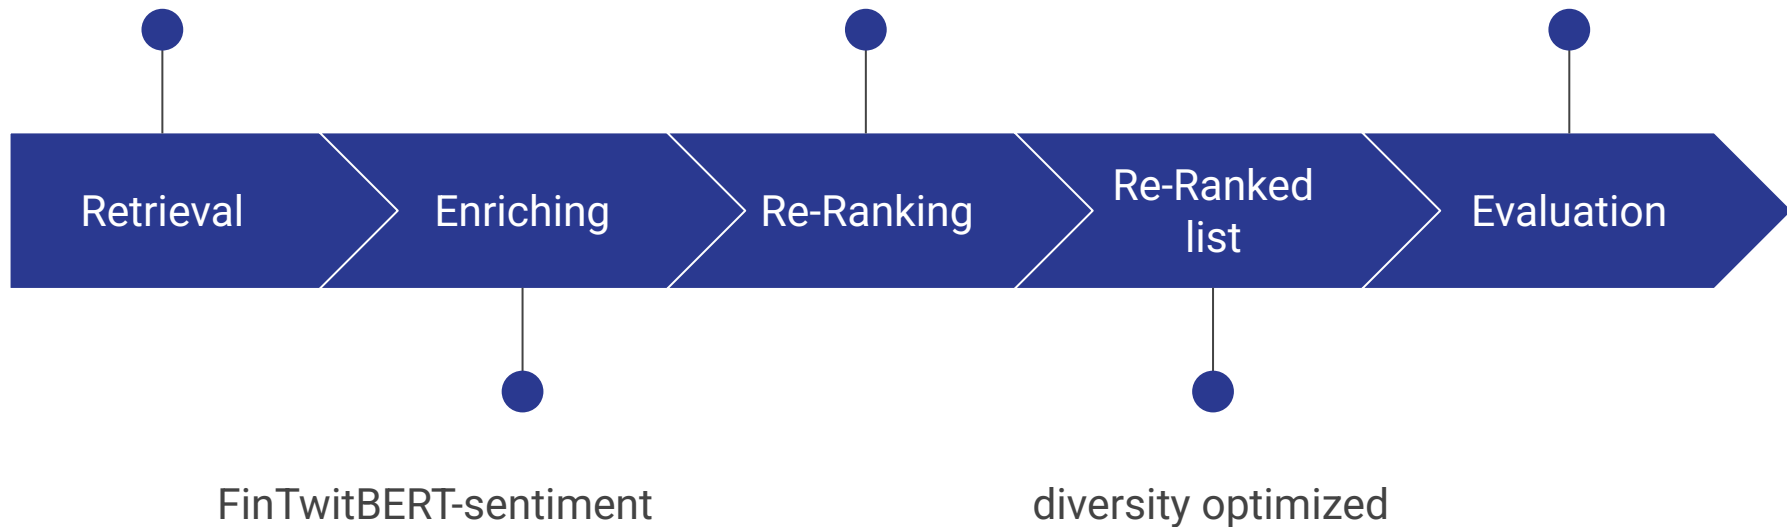 Retrieval
Enriching
Re-Ranking
Re-Ranked
list
Evaluation
FinTwitBERT-sentiment
diversity optimized